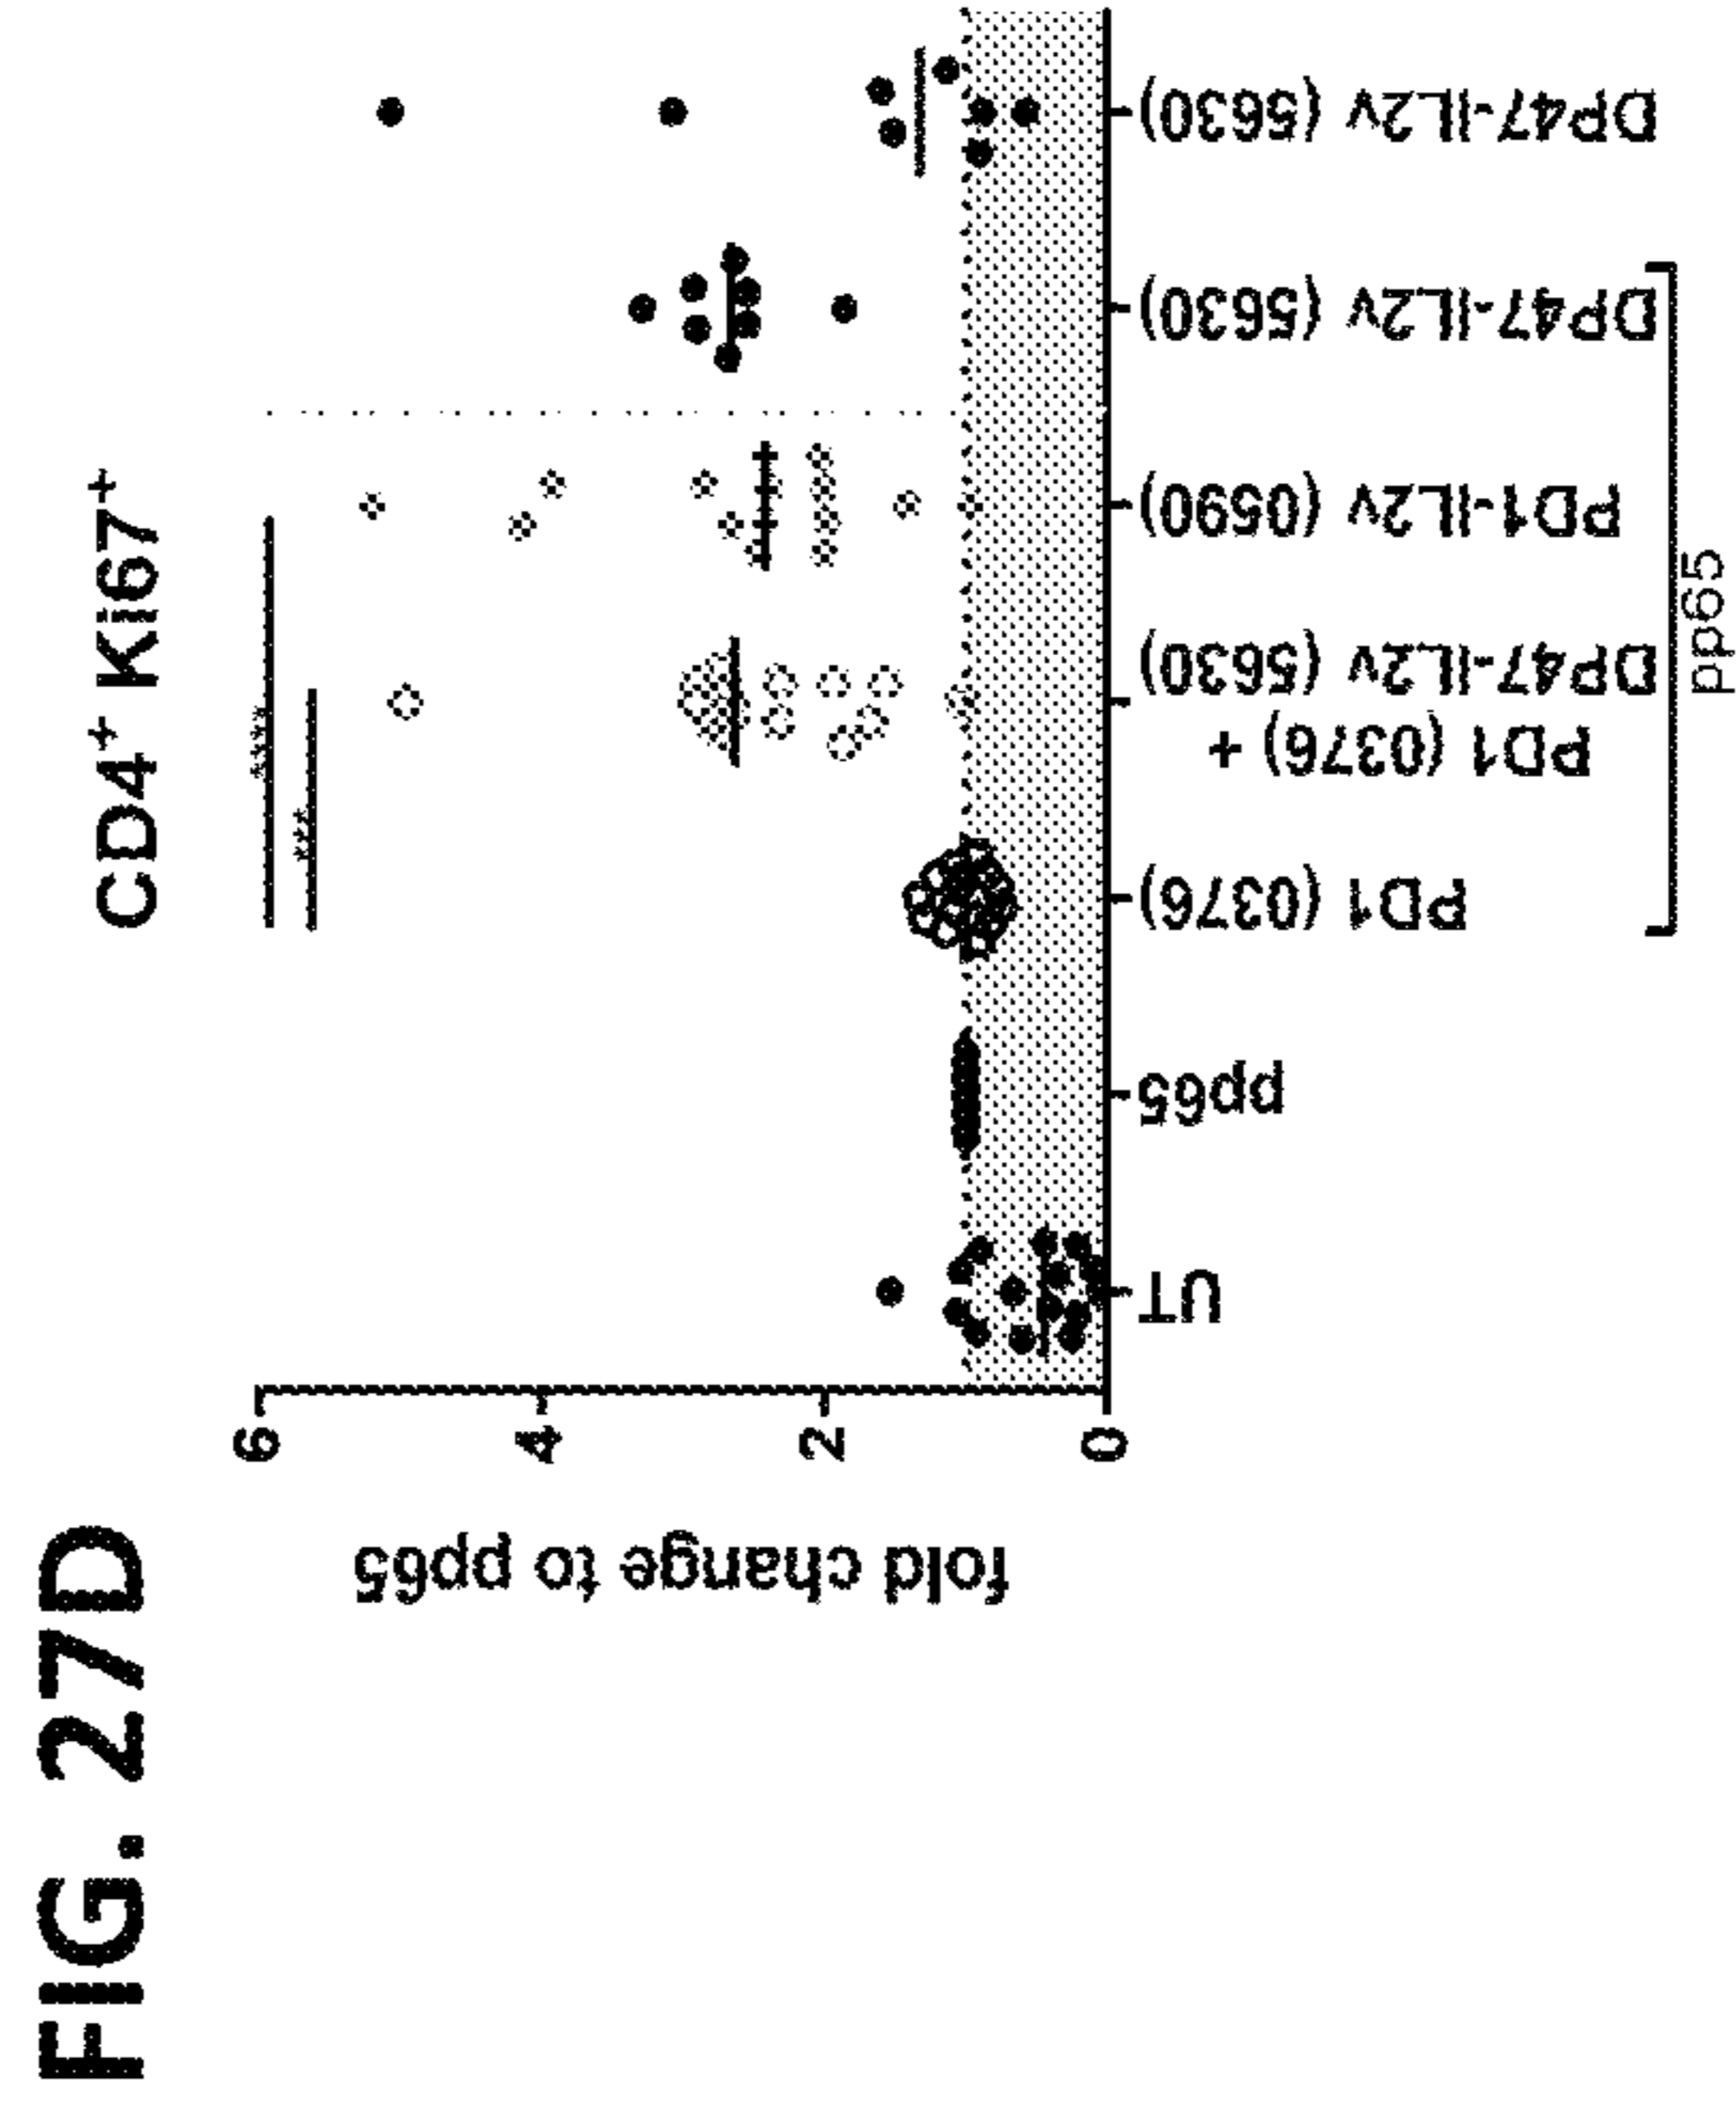 FIG. 27D
CD4+ Ki67+
****
***
fold change to pp65
6
4
2
0
UT
pp65
PD1 (0376)
PD1 (0376) +
DP47-IL2v (5630)
PD1-IL2v (0590)
DP47-IL2v (5630)
DP47-IL2v (5630)
pp65